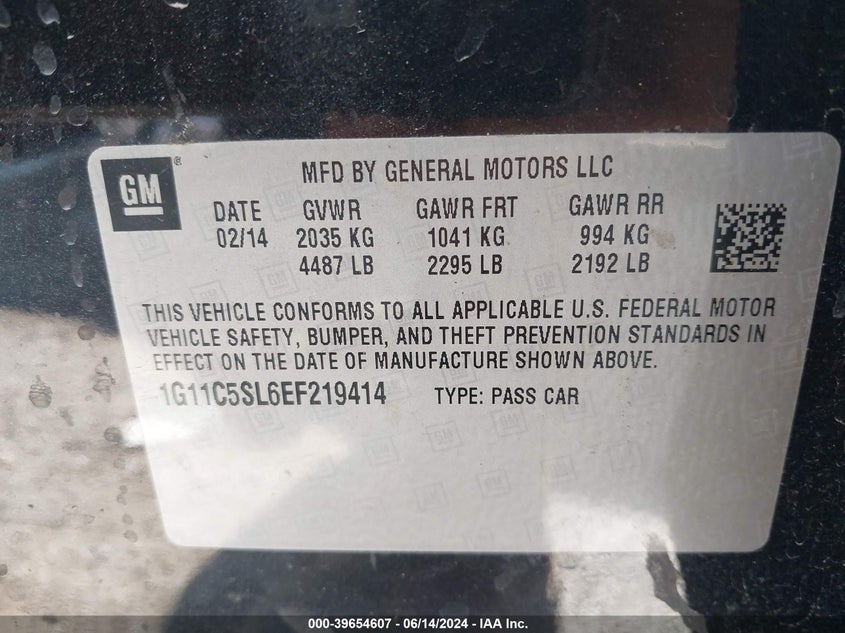 GM ®
MFD BY GENERAL MOTORS LLC
DATE GVWR GAWR FRT GAWR RR
02/14 2035 KG 1041 KG 994 KG
4487 LB 2295 LB 2192 LB
THIS VEHICLE CONFORMS TO ALL APPLICABLE U.S. FEDERAL MOTOR
VEHICLE SAFETY, BUMPER, AND THEFT PREVENTION STANDARDS IN
EFFECT ON THE DATE OF MANUFACTURE SHOWN ABOVE.
1G11C5SL6EF219414 TYPE: PASS CAR
000-39654607 - 06/14/2024 - IAA Inc.